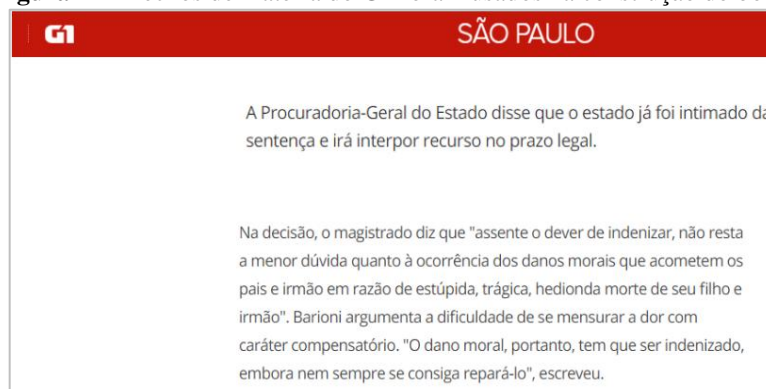 G1
SÃO PAULO
A Procuradoria-Geral do Estado disse que o estado já foi intimado da
sentença e irá interpor recurso no prazo legal.
Na decisão, o magistrado diz que "assente o dever de indenizar, não resta
a menor dúvida quanto à ocorrência dos danos morais que acometem os
pais e irmão em razão de estúpida, trágica, hedionda morte de seu filho e
irmão". Barioni argumenta a dificuldade de se mensurar a dor com
caráter compensatório. "O dano moral, portanto, tem que ser indenizado,
embora nem sempre se consiga repará-lo", escreveu.